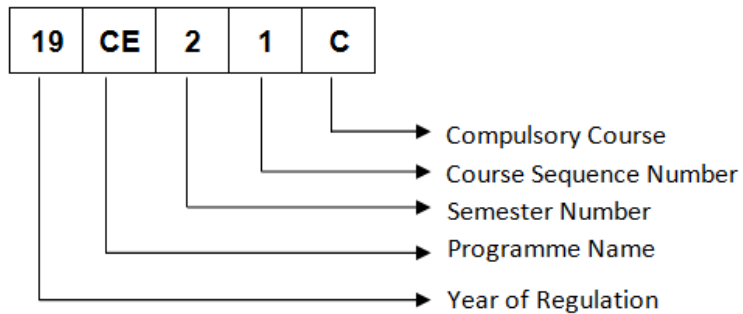 19 CE 2 1 C
Compulsory Course
Course Sequence Number
Semester Number
Programme Name
Year of Regulation